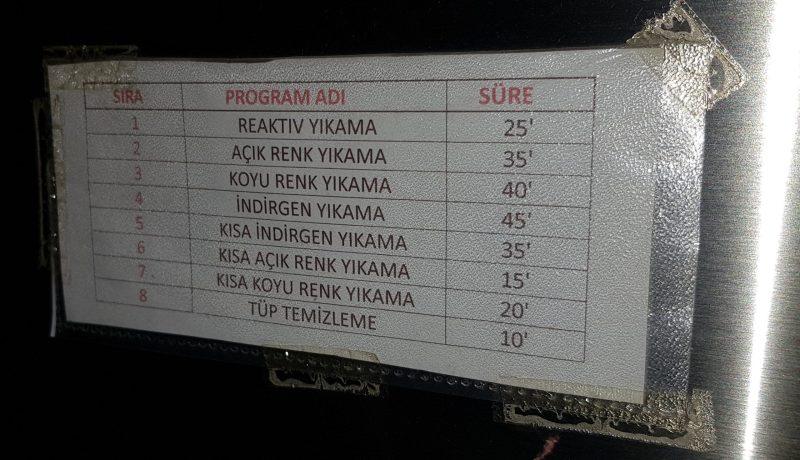 SIRA PROGRAM ADI SÜRE
1 REAKTIV YIKAMA 25'
2 AÇIK RENK YIKAMA 35'
3 KOYU RENK YIKAMA 40'
4 İNDİRGEN YIKAMA 45'
5 KISA İNDİRGEN YIKAMA 35'
6 KISA AÇIK RENK YIKAMA 15'
7 KISA KOYU RENK YIKAMA 20'
8 TÜP TEMİZLEME 10'